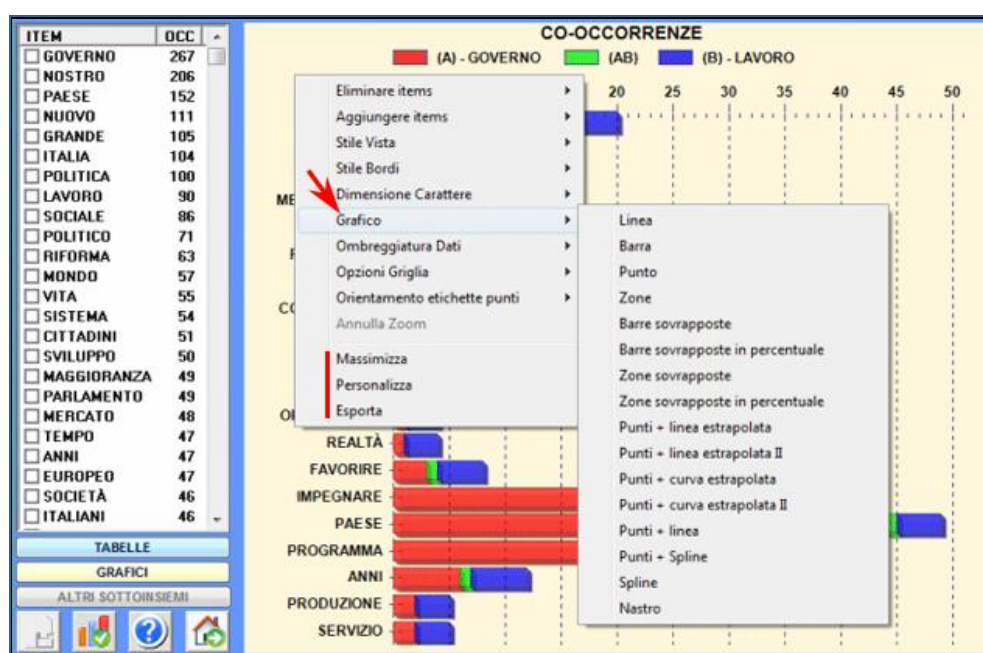 ITEM OCC
GOVERNO 267
NOSTRO 206
PAESE 152
NUOVO 111
GRANDE 105
ITALIA 104
POLITICA 100
LAVORO 90
SOCIALE 86
POLITICO 71
RIFORMA 63
MONDO 57
VITA 55
SISTEMA 54
CITTADINI 51
SVILUPPO 50
MAGGIORANZA 49
PARLAMENTO 49
MERCATO 48
TEMPO 47
ANNI 47
EUROPEO 47
SOCIETÀ 46
ITALIANI 46
TABELLE
GRAFICI
ALTRI SOTTOINSIEMI
CO-OCCORRENZE
(A) - GOVERNO (AB) (B) - LAVORO
20 25 30 35 40 45 50
Eliminare items
Aggiungere items
Stile Vista
Stile Bordi
Dimensione Carattere
Grafico
Ombreggiatura Dati
Opzioni Griglia
Orientamento etichette punti
Annulla Zoom
Massimizza
Personalizza
Esporta
Linea
Barra
Punto
Zone
Barre sovrapposte
Barre sovrapposte in percentuale
Zone sovrapposte
Zone sovrapposte in percentuale
Punti + linea estrapolata
Punti + linea estrapolata II
Punti + curva estrapolata
Punti + curva estrapolata II
Punti + linea
Punti + Spline
Spline
Nastro
REALTÀ
FAVORIRE
IMPEGNARE
PAESE
PROGRAMMA
ANNI
PRODUZIONE
SERVIZIO